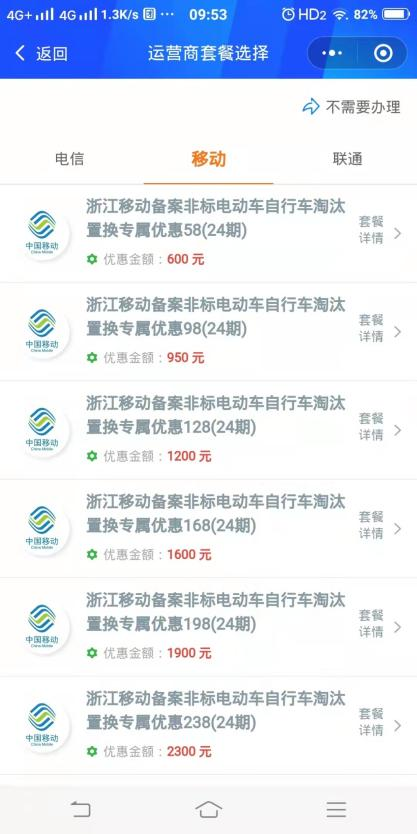 4G+ 4G 1.3K/s ··· 09:53 HD2 82%
返回 运营商套餐选择
不需要办理
电信 移动 联通
浙江移动备案非标电动车自行车淘汰
置换专属优惠58(24期)
优惠金额：600 元
套餐
详情
中国移动
China Mobile
浙江移动备案非标电动车自行车淘汰
置换专属优惠98(24期)
优惠金额：950 元
套餐
详情
中国移动
China Mobile
浙江移动备案非标电动车自行车淘汰
置换专属优惠128(24期)
优惠金额：1200 元
套餐
详情
中国移动
China Mobile
浙江移动备案非标电动车自行车淘汰
置换专属优惠168(24期)
优惠金额：1600 元
套餐
详情
中国移动
China Mobile
浙江移动备案非标电动车自行车淘汰
置换专属优惠198(24期)
优惠金额：1900 元
套餐
详情
中国移动
China Mobile
浙江移动备案非标电动车自行车淘汰
置换专属优惠238(24期)
优惠金额：2300 元
套餐
详情
中国移动
China Mobile